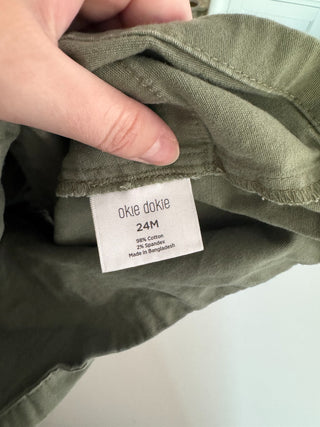 okie dokie
24M
98% Cotton
2% Spandex
Made in Bangladesh